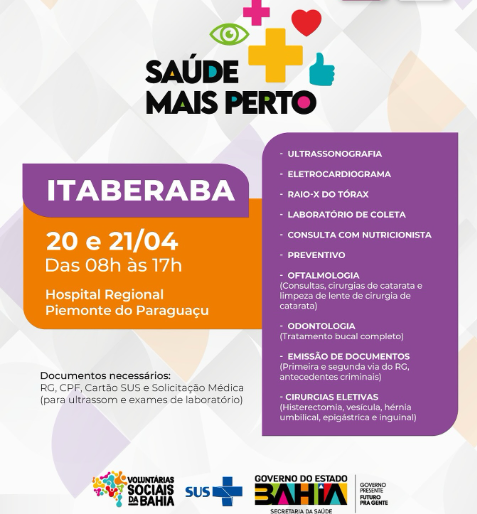 SAÚDE
MAIS PERTO
ITABERABA
20 e 21/04
Das 08h às 17h
Hospital Regional
Piemonte do Paraguaçu
Documentos necessários:
RG, CPF, Cartão SUS e Solicitação Médica
(para ultrassom e exames de laboratório)
- ULTRASSONOGRAFIA
- ELETROCARDIOGRAMA
- RAIO-X DO TÓRAX
- LABORATÓRIO DE COLETA
- CONSULTA COM NUTRICIONISTA
- PREVENTIVO
- OFTALMOLOGIA
(Consultas, cirurgias de catarata e
limpeza de lente de cirurgia de
catarata)
- ODONTOLOGIA
(Tratamento bucal completo)
- EMISSÃO DE DOCUMENTOS
(Primeira e segunda via do RG,
antecedentes criminais)
- CIRURGIAS ELETIVAS
(Histerectomia, vesícula, hérnia
umbilical, epigástrica e inguinal)
VOLUNTÁRIAS
SOCIAIS
DA BAHIA
SUS
GOVERNO DO ESTADO
BAHIA
SECRETARIA DA SAÚDE
GOVERNO
PRESENTE
FUTURO
PRA GENTE